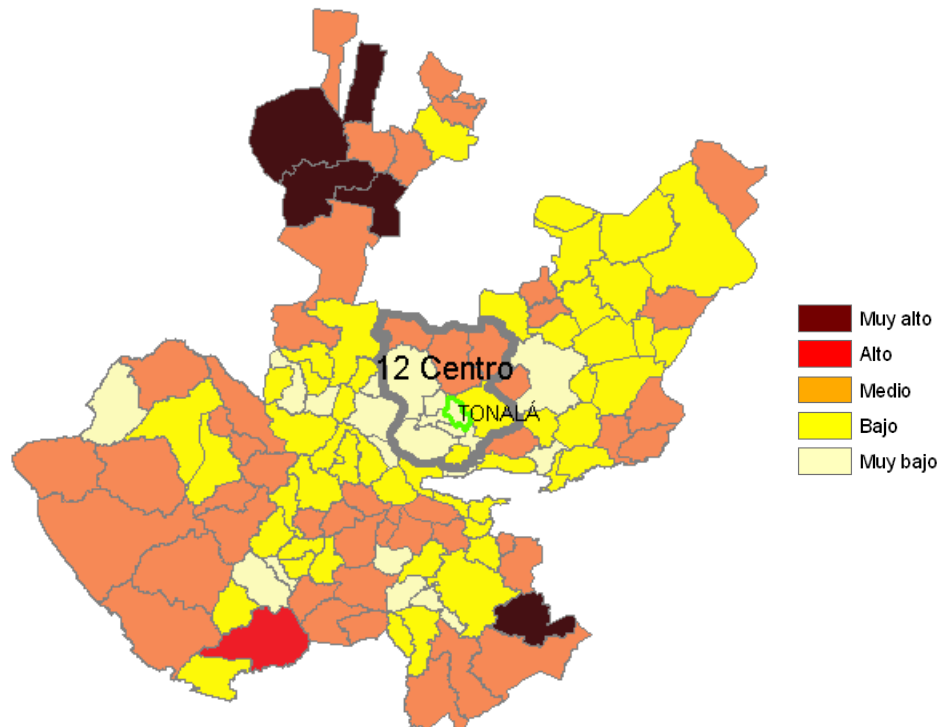 12 Centro
TONALÁ
Muy alto
Alto
Medio
Bajo
Muy bajo